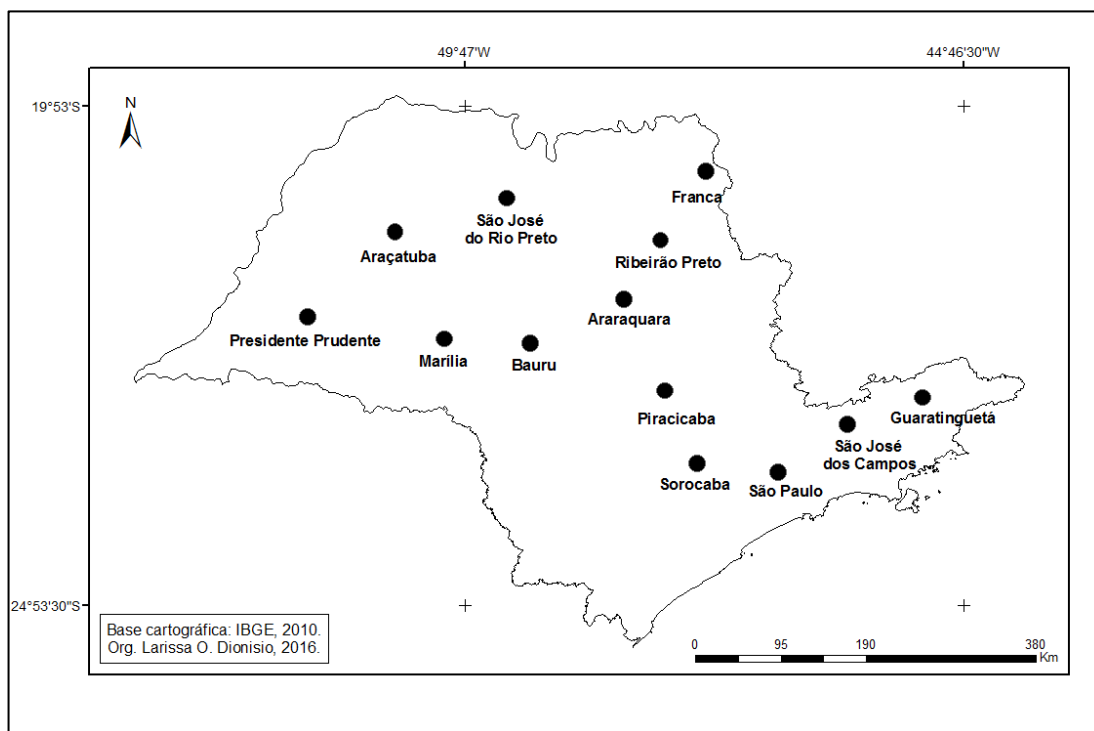 49°47'W
44°46'30"W
19°53'S
N
Franca
São José
do Rio Preto
Araçatuba
Ribeirão Preto
Araraquara
Presidente Prudente
Marília
Bauru
Piracicaba
Guaratinguetá
São José
dos Campos
Sorocaba
São Paulo
24°53'30"S
Base cartográfica: IBGE, 2010.
Org. Larissa O. Dionisio, 2016.
0 95 190 380
Km